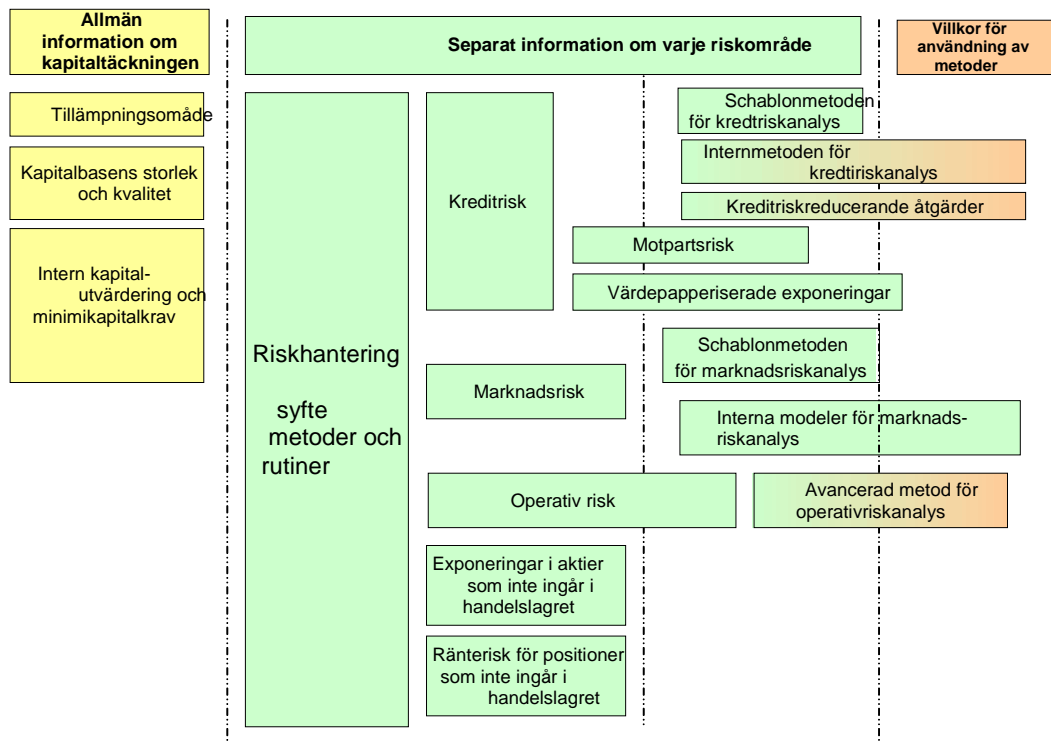 Allmän
information om
kapitaltäckningen
Separat information om varje riskområde
Villkor för
användning av
metoder
Tillämpningsomåde
Kapitalbasens storlek
och kvalitet
Intern kapital-
utvärdering och
minimikapitalkrav
Riskhantering
syfte
metoder och
rutiner
Kreditrisk
Schablonmetoden
för kredtriskanalys
Internmetoden för
kredtiriskanalys
Kreditriskreducerande åtgärder
Motpartsrisk
Värdepapperiserade exponeringar
Marknadsrisk
Schablonmetoden
för marknadsriskanalys
Interna modeler för marknads-
riskanalys
Operativ risk
Avancerad metod för
operativriskanalys
Exponeringar i aktier
som inte ingår i
handelslagret
Ränterisk för positioner
som inte ingår i
handelslagret